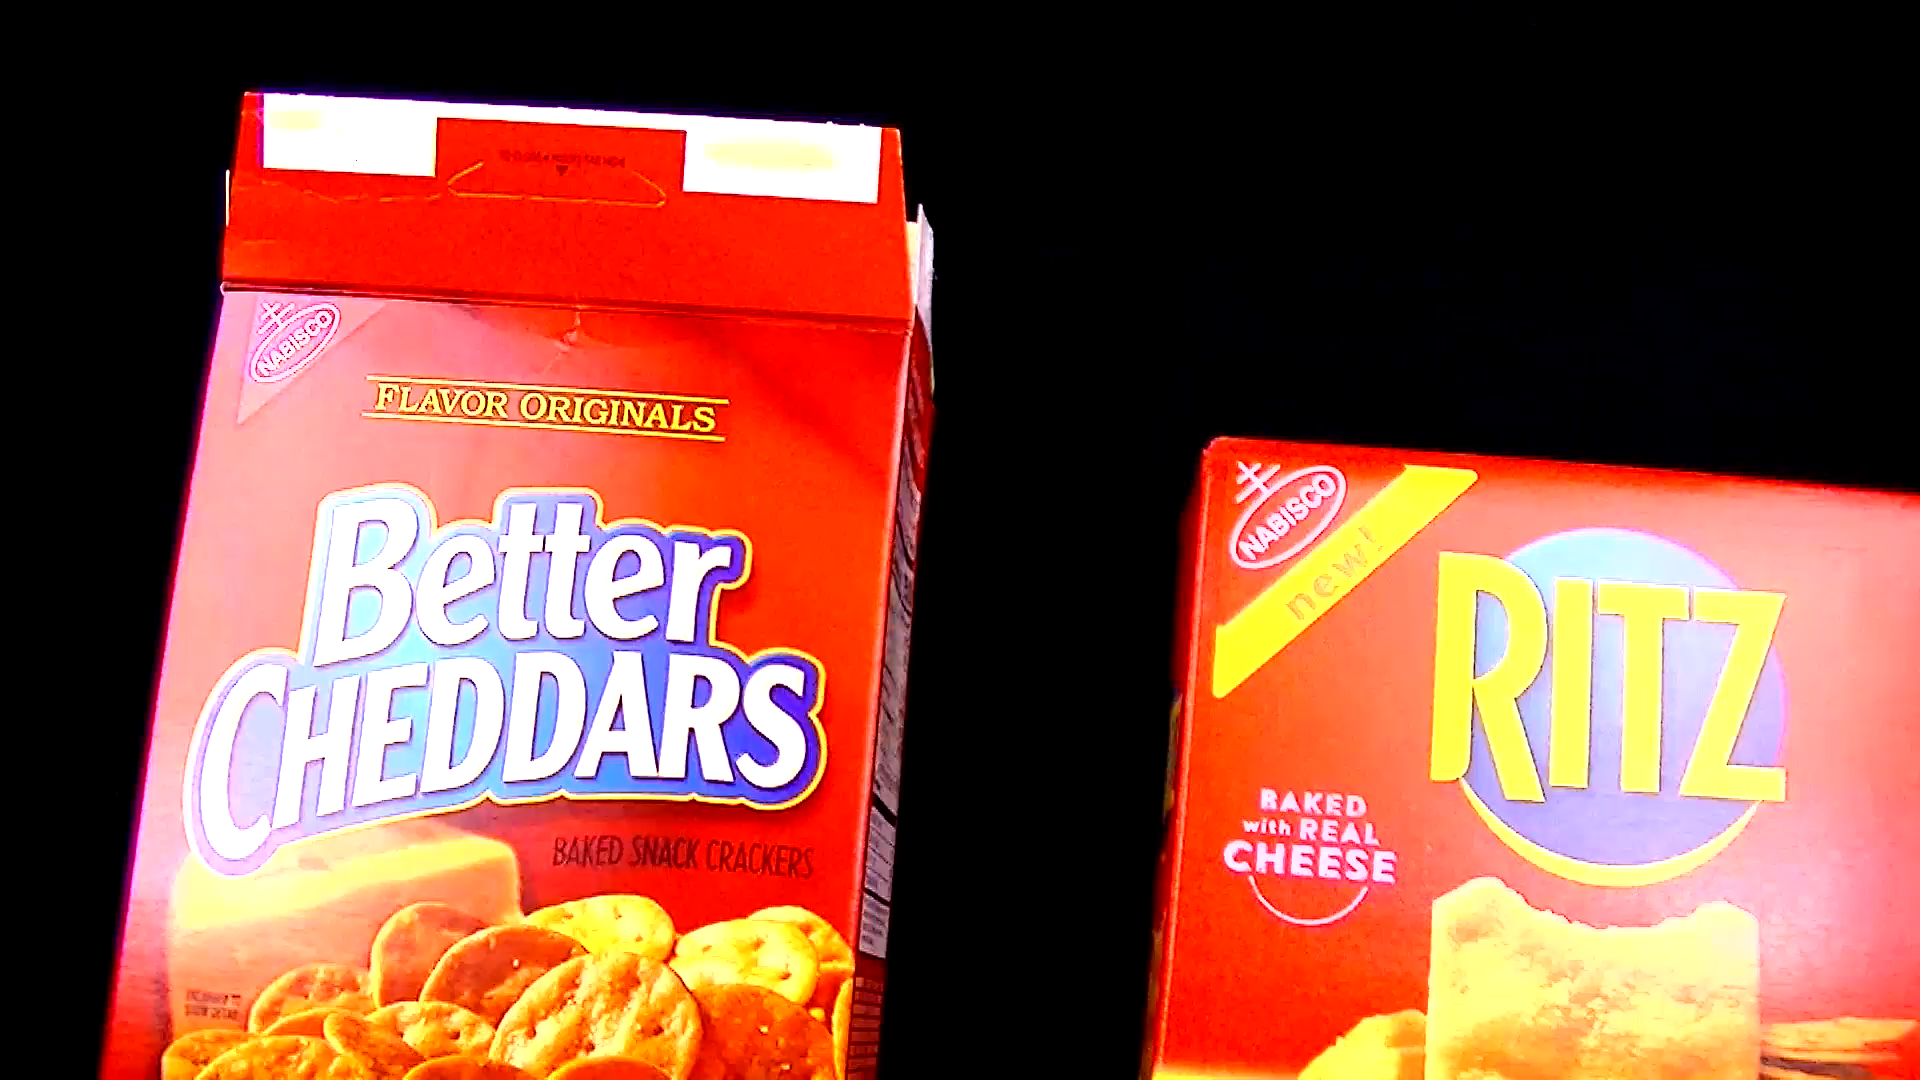 NABISCO
FLAVOR ORIGINALS
Better
CHEDDARS
BAKED SNACK CRACKERS
NABISCO
new!
RITZ
BAKED
with REAL
CHEESE